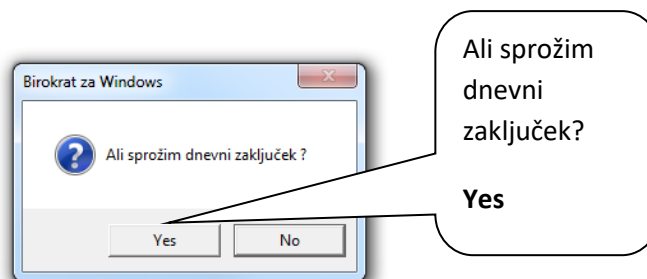 Birokrat za Windows
Ali sprožim dnevni zaključek ?
Yes
No
Ali sprožim
dnevni
zaključek?
Yes